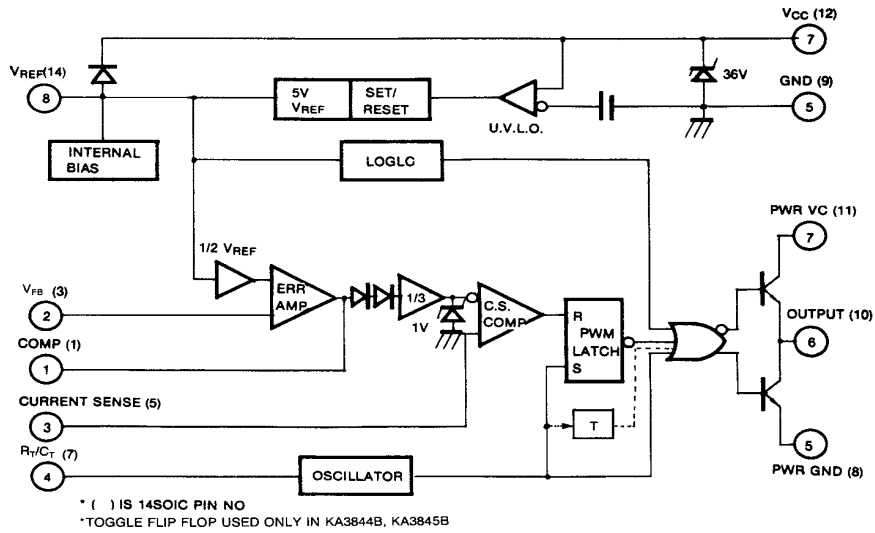 VCC (12)
7
VREF(14)
8
5V
VREF
SET/
RESET
U.V.L.O.
36V
GND (9)
5
INTERNAL
BIAS
LOGLC
PWR VC (11)
7
1/2 VREF
ERR
AMP
1/3
C.S.
COMP
1V
VFB (3)
2
R
PWM
LATCH
S
OUTPUT (10)
6
COMP (1)
1
CURRENT SENSE (5)
3
T
5
PWR GND (8)
RT/CT (7)
4
OSCILLATOR
* ( ) IS 14SOIC PIN NO
*TOGGLE FLIP FLOP USED ONLY IN KA3844B, KA3845B